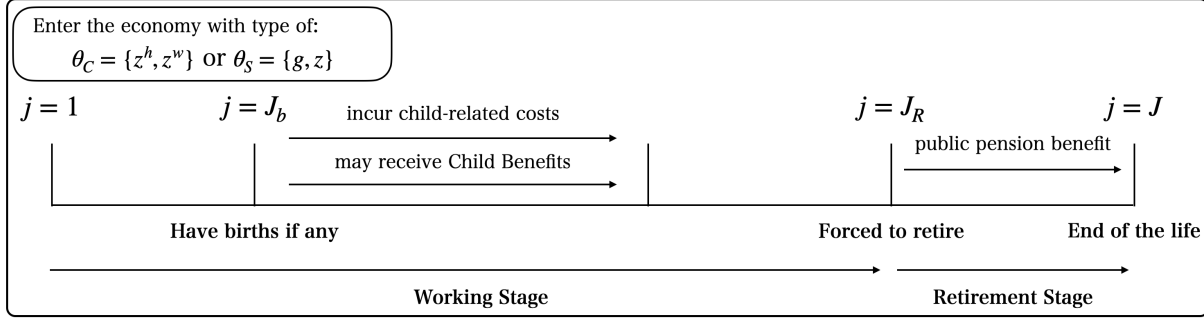 Enter the economy with type of:
θ_C = {z^h, z^w} or θ_S = {g, z}
j = 1
j = J_b
incur child-related costs
may receive Child Benefits
j = J_R
public pension benefit
j = J
Have births if any
Forced to retire
End of the life
Working Stage
Retirement Stage